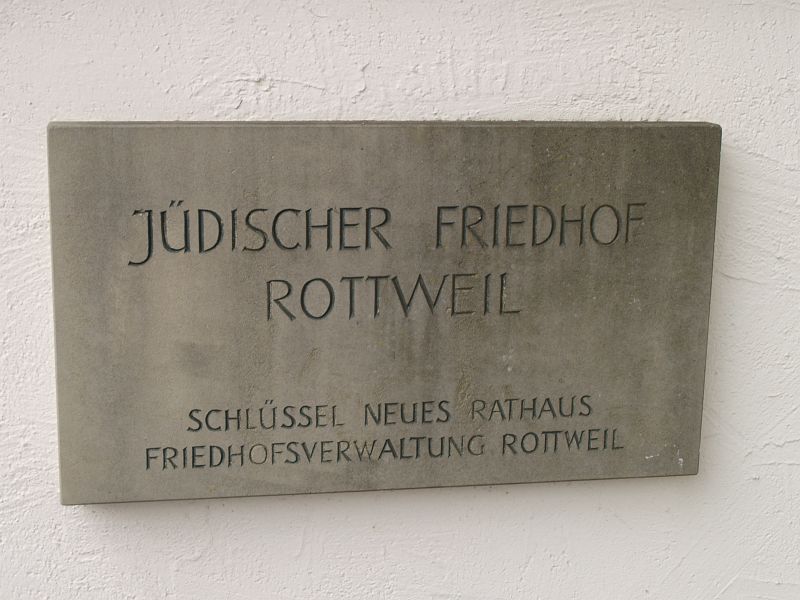 JÜDISCHER FRIEDHOF
ROTTWEIL
SCHLÜSSEL NEUES RATHAUS
FRIEDHOFSVERWALTUNG ROTTWEIL